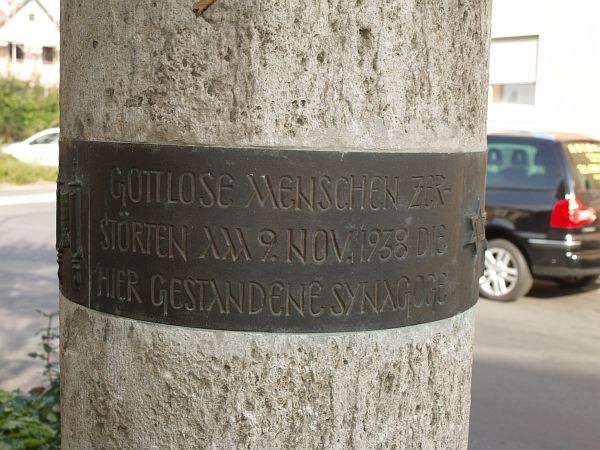 GOTTLOSE MENSCHEN ZER-
STÖRTEN AM 9. NOV. 1938 DIE
HIER GESTANDENE SYNAGOGE